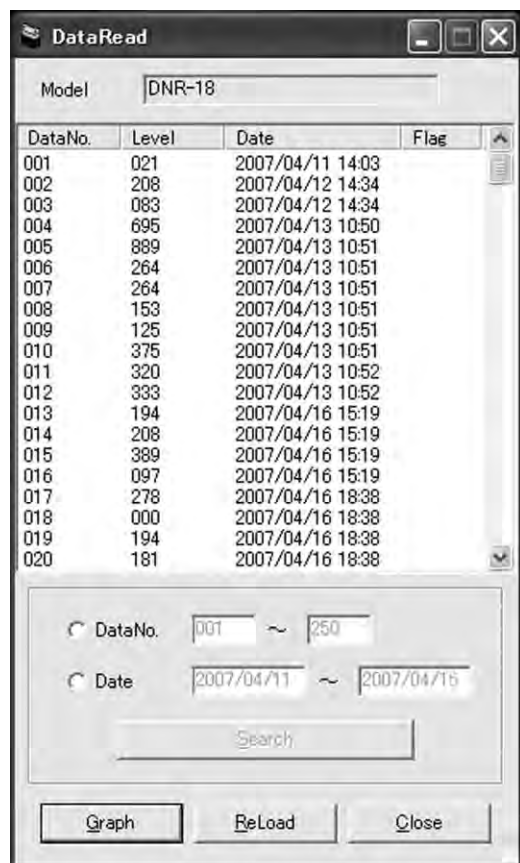 DataRead
Model DNR-18
DataNo. Level Date Flag
001 021 2007/04/11 14:03
002 208 2007/04/12 14:34
003 083 2007/04/12 14:34
004 695 2007/04/13 10:50
005 889 2007/04/13 10:51
006 264 2007/04/13 10:51
007 264 2007/04/13 10:51
008 153 2007/04/13 10:51
009 125 2007/04/13 10:51
010 375 2007/04/13 10:51
011 320 2007/04/13 10:52
012 333 2007/04/13 10:52
013 194 2007/04/16 15:19
014 208 2007/04/16 15:19
015 389 2007/04/16 15:19
016 097 2007/04/16 15:19
017 278 2007/04/16 18:38
018 000 2007/04/16 18:38
019 194 2007/04/16 18:38
020 181 2007/04/16 18:38
DataNo. 001 ~ 250
Date 2007/04/11 ~ 2007/04/16
Search
Graph ReLoad Close